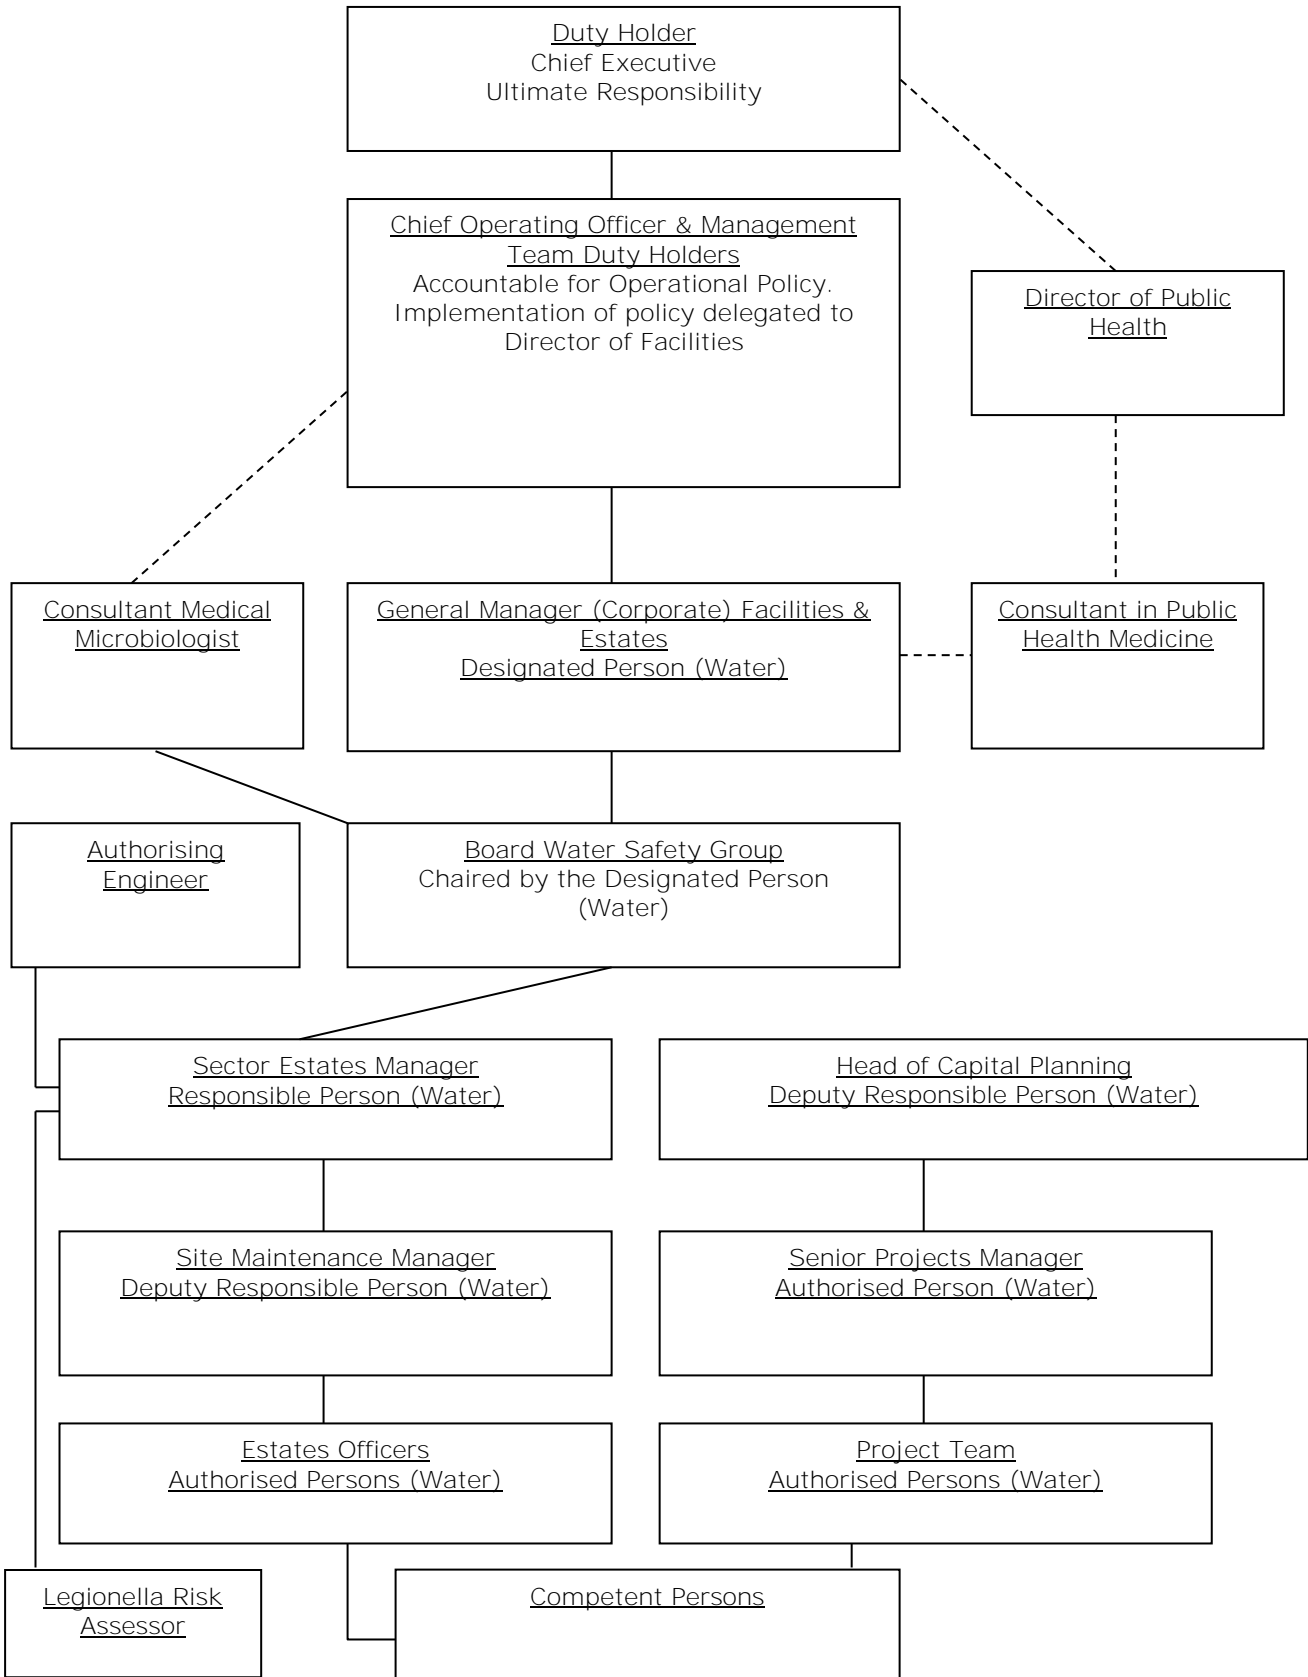 Duty Holder
Chief Executive
Ultimate Responsibility
Chief Operating Officer & Management
Team Duty Holders
Accountable for Operational Policy.
Implementation of policy delegated to
Director of Facilities
Director of Public
Health
Consultant Medical
Microbiologist
General Manager (Corporate) Facilities &
Estates
Designated Person (Water)
Consultant in Public
Health Medicine
Authorising
Engineer
Board Water Safety Group
Chaired by the Designated Person
(Water)
Sector Estates Manager
Responsible Person (Water)
Head of Capital Planning
Deputy Responsible Person (Water)
Site Maintenance Manager
Deputy Responsible Person (Water)
Senior Projects Manager
Authorised Person (Water)
Estates Officers
Authorised Persons (Water)
Project Team
Authorised Persons (Water)
Legionella Risk
Assessor
Competent Persons